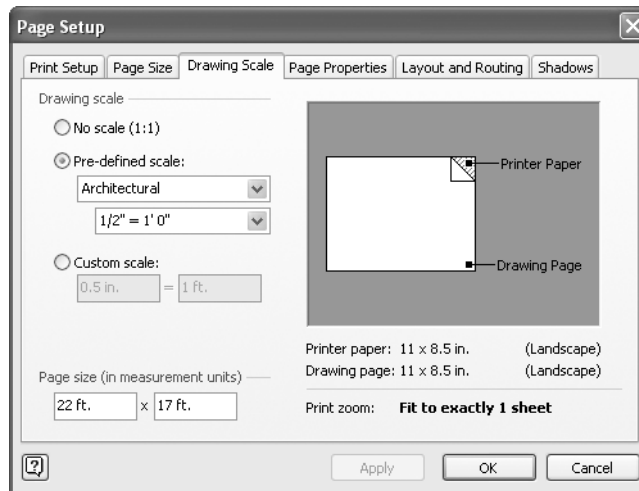 Page Setup
Print Setup Page Size Drawing Scale Page Properties Layout and Routing Shadows
Drawing scale
No scale (1:1)
Pre-defined scale:
Architectural
1/2" = 1' 0"
Custom scale:
0.5 in. = 1 ft.
Page size (in measurement units)
22 ft. x 17 ft.
Printer Paper
Drawing Page
Printer paper: 11 x 8.5 in. (Landscape)
Drawing page: 11 x 8.5 in. (Landscape)
Print zoom: Fit to exactly 1 sheet
? Apply OK Cancel